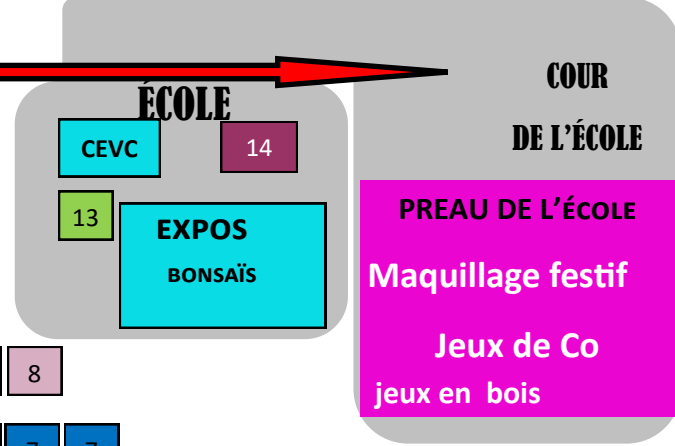 COUR
DE L'ÉCOLE
ÉCOLE
CEVC
14
13
EXPOS
BONSAÏS
PREAU DE L'ÉCOLE
Maquillage festif
Jeux de Co
jeux en bois
8
7 7